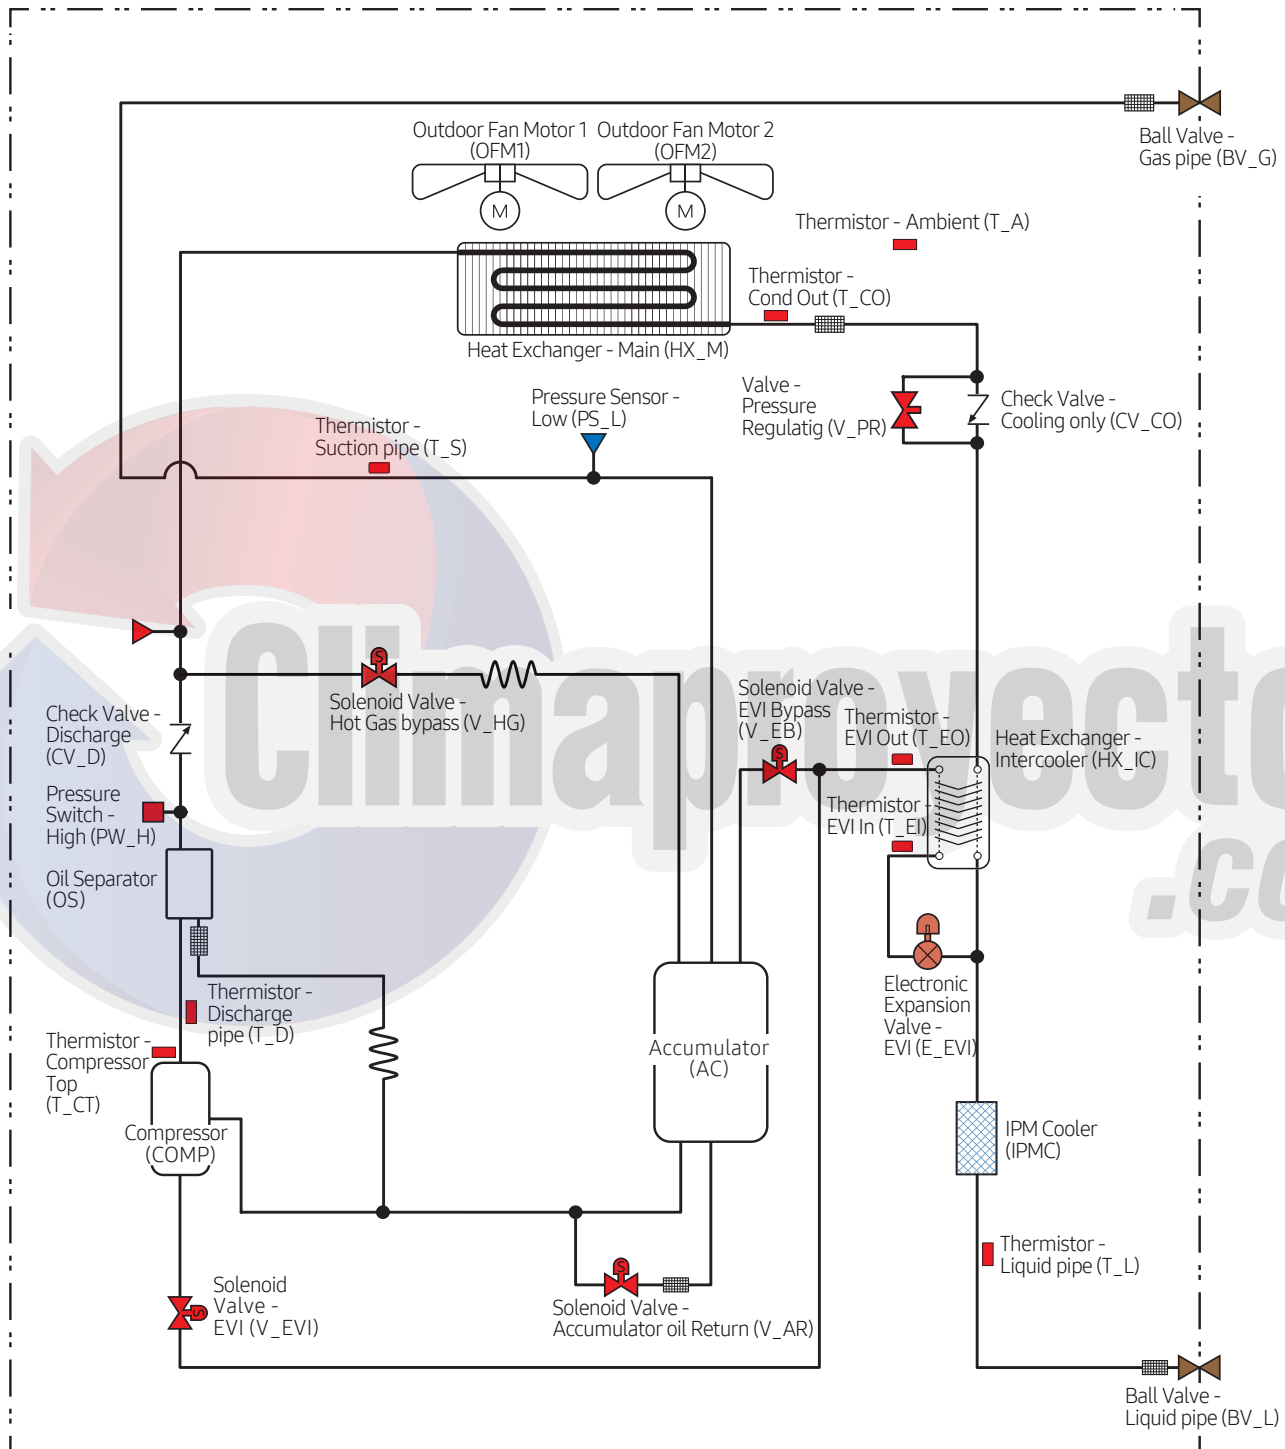 Ball Valve -
Gas pipe (BV_G)
Outdoor Fan Motor 1
(OFM1)
Outdoor Fan Motor 2
(OFM2)
M
M
Thermistor - Ambient (T_A)
Thermistor -
Cond Out (T_CO)
Heat Exchanger - Main (HX_M)
Valve -
Pressure
Regulatig (V_PR)
Check Valve -
Cooling only (CV_CO)
Pressure Sensor -
Low (PS_L)
Thermistor -
Suction pipe (T_S)
S
Solenoid Valve -
Hot Gas bypass (V_HG)
Check Valve -
Discharge
(CV_D)
Solenoid Valve -
EVI Bypass
(V_EB)
S
Thermistor -
EVI Out (T_EO)
Heat Exchanger -
Intercooler (HX_IC)
Pressure
Switch -
High (PW_H)
Thermistor -
EVI In (T_EI)
Oil Separator
(OS)
Climaproyecto
.co
Thermistor -
Discharge
pipe (T_D)
Electronic
Expansion
Valve -
EVI (E_EVI)
Thermistor -
Compressor
Top
(T_CT)
Accumulator
(AC)
Compressor
(COMP)
IPM Cooler
(IPMC)
Thermistor -
Liquid pipe (T_L)
Solenoid
Valve -
EVI (V_EVI)
S
S
Solenoid Valve -
Accumulator oil Return (V_AR)
Ball Valve -
Liquid pipe (BV_L)